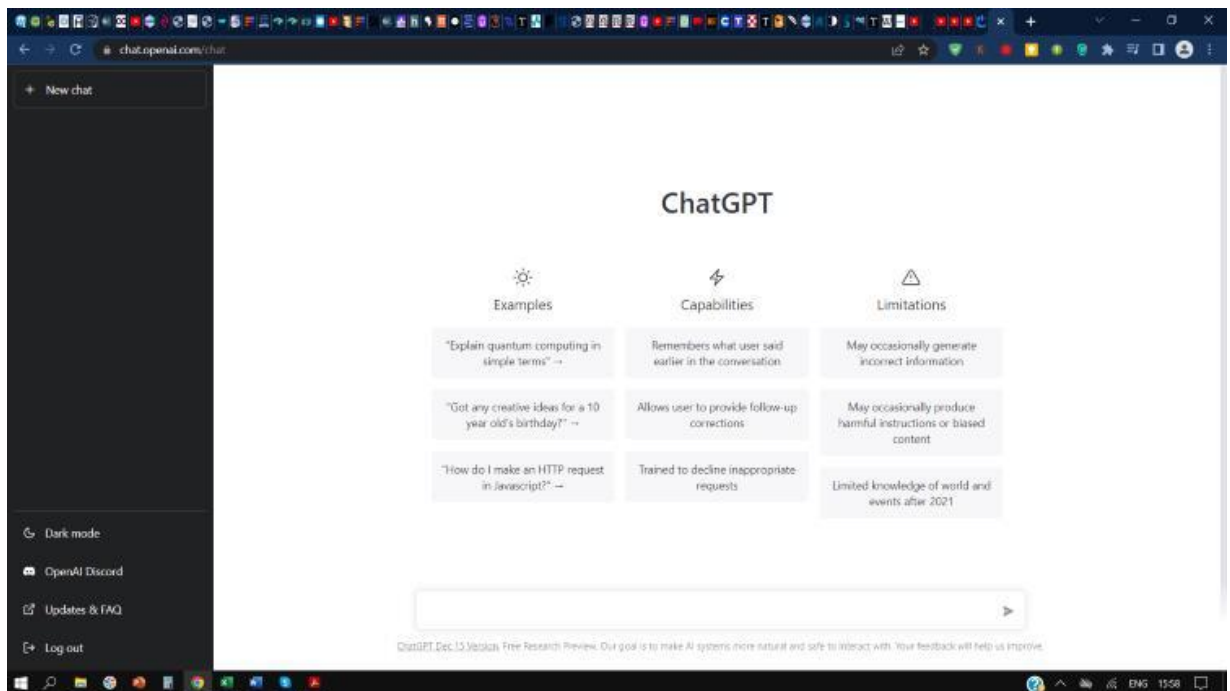 chat.openai.com/chat
+ New chat
ChatGPT
Examples
Capabilities
Limitations
"Explain quantum computing in
simple terms" →
Remembers what user said
earlier in the conversation
May occasionally generate
incorrect information
"Got any creative ideas for a 10
year old's birthday?" →
Allows user to provide follow-up
corrections
May occasionally produce
harmful instructions or biased
content
"How do I make an HTTP request
in Javascript?" →
Trained to decline inappropriate
requests
Limited knowledge of world and
events after 2021
Dark mode
OpenAI Discord
Updates & FAQ
Log out
ChatGPT Dec 15 Version. Free Research Preview. Our goal is to make AI systems more natural and safe to interact with. Your feedback will help us improve.
ENG 15:58